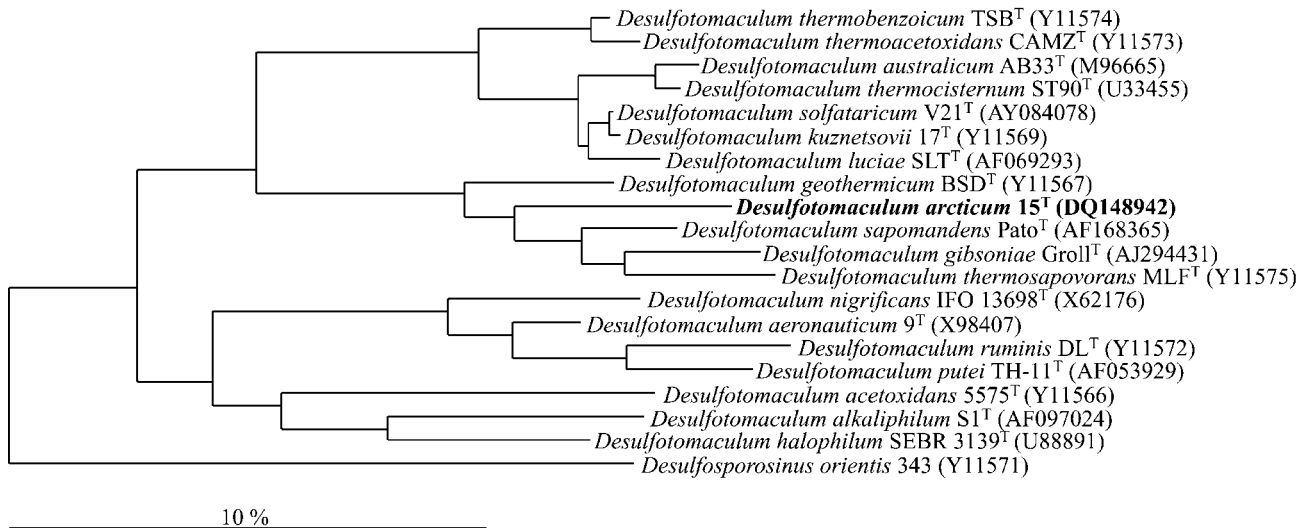 Desulfotomaculum thermobenzoicum TSBᵀ (Y11574)
Desulfotomaculum thermoacetoxidans CAMZᵀ (Y11573)
Desulfotomaculum australicum AB33ᵀ (M96665)
Desulfotomaculum thermocisternum ST90ᵀ (U33455)
Desulfotomaculum solfataricum V21ᵀ (AY084078)
Desulfotomaculum kuznetsovii 17ᵀ (Y11569)
Desulfotomaculum luciae SLTᵀ (AF069293)
Desulfotomaculum geothermicum BSDᵀ (Y11567)
Desulfotomaculum arcticum 15ᵀ (DQ148942)
Desulfotomaculum sapomandens Patoᵀ (AF168365)
Desulfotomaculum gibsoniae Grollᵀ (AJ294431)
Desulfotomaculum thermosapovorans MLFᵀ (Y11575)
Desulfotomaculum nigrificans IFO 13698ᵀ (X62176)
Desulfotomaculum aeronauticum 9ᵀ (X98407)
Desulfotomaculum ruminis DLᵀ (Y11572)
Desulfotomaculum putei TH-11ᵀ (AF053929)
Desulfotomaculum acetoxidans 5575ᵀ (Y11566)
Desulfotomaculum alkaliphilum S1ᵀ (AF097024)
Desulfotomaculum halophilum SEBR 3139ᵀ (U88891)
Desulfosporosinus orientis 343 (Y11571)
10 %